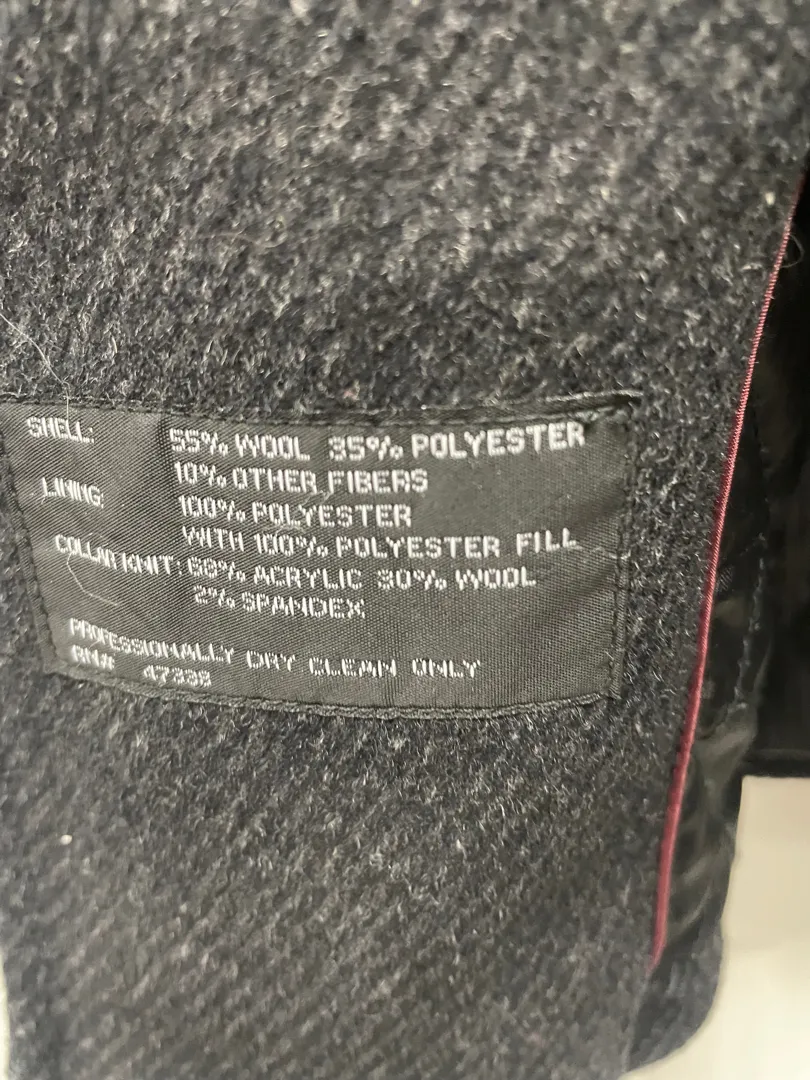 SHELL: 55% WOOL 35% POLYESTER
10% OTHER FIBERS
LINING: 100% POLYESTER
WITH 100% POLYESTER FILL
COLLAR KNIT: 68% ACRYLIC 30% WOOL
2% SPANDEX
PROFESSIONALLY DRY CLEAN ONLY
RN# 47338